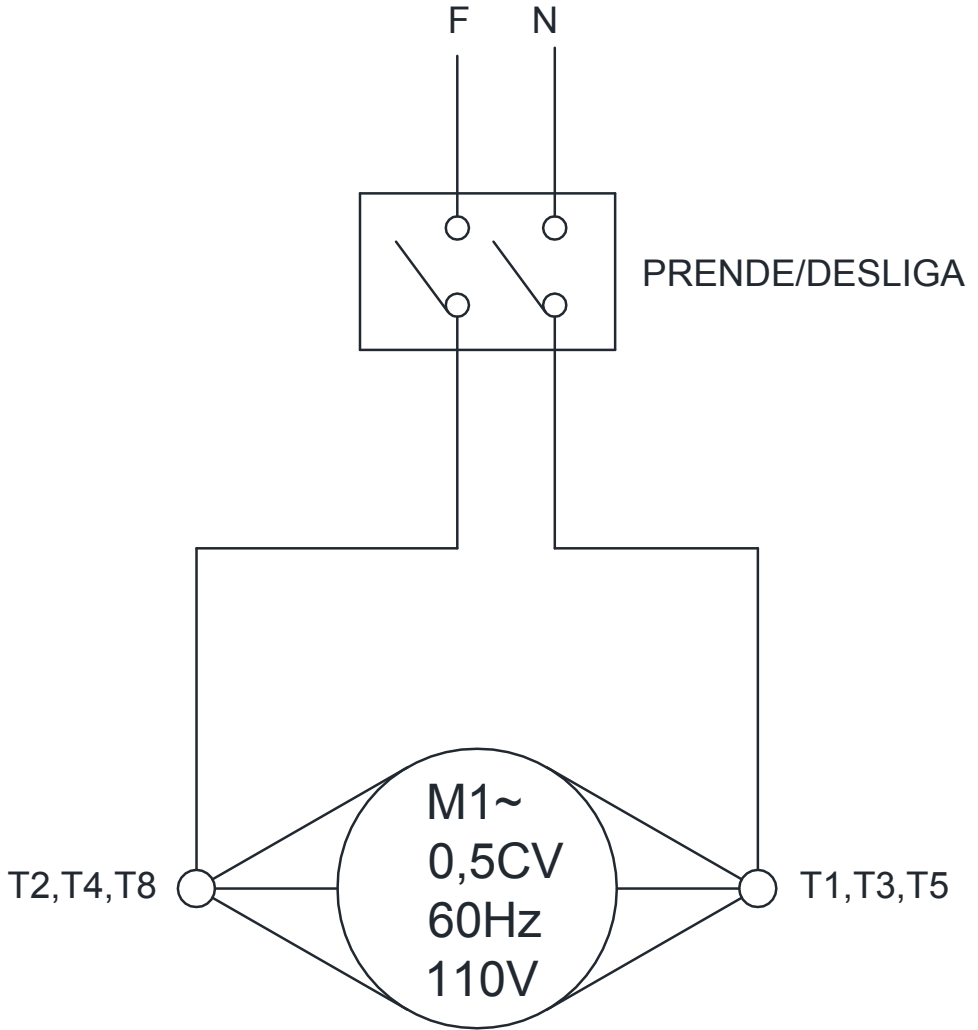 F N
PRENDE/DESLIGA
M1~
0,5CV
60Hz
110V
T2,T4,T8
T1,T3,T5